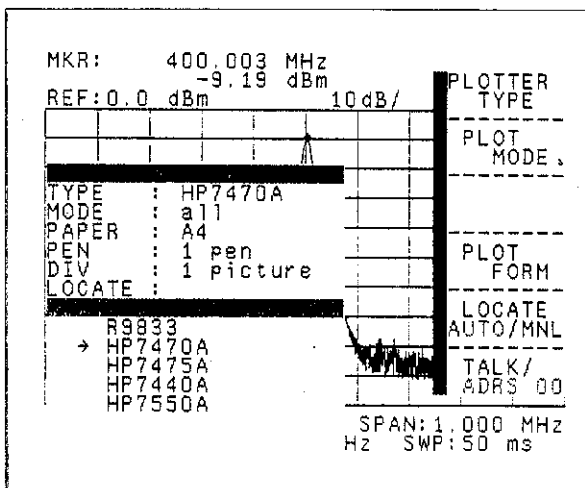 MKR: 400.003 MHz
-9.19 dBm
REF:0.0 dBm 10dB/
TYPE : HP7470A
MODE : all
PAPER : A4
PEN : 1 pen
DIV : 1 picture
LOCATE :
R9833
→ HP7470A
HP7475A
HP7440A
HP7550A
PLOTTER
TYPE
PLOT
MODE
PLOT
FORM
LOCATE
AUTO/MNL
TALK/
ADRS 00
SPAN:1.000 MHz
Hz SWP:50 ms